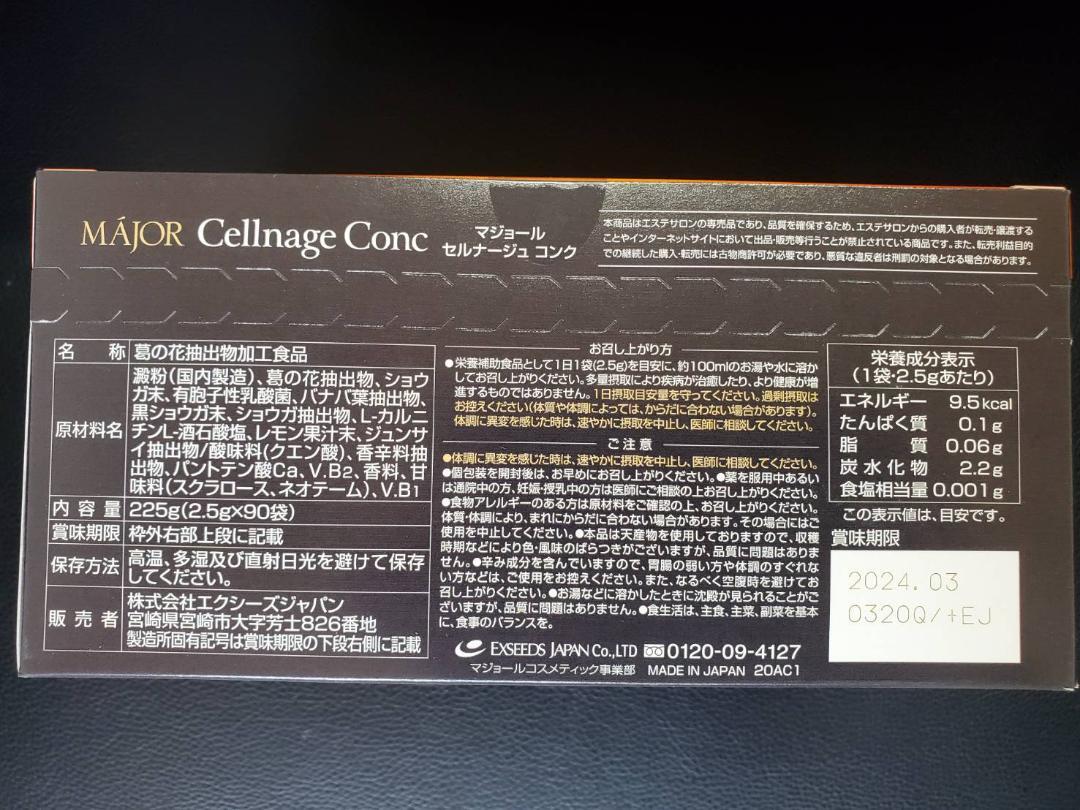 MÁJOR Cellnage Conc
マジョール
セルナージュ コンク
本商品はエステサロンの専売品であり、品質を確保するため、エステサロンからの購入者が転売・譲渡する
ことやインターネットサイトにおいて出品・販売等行うことが禁止されている商品です。また、転売利益目的
での継続した購入・転売には古物商許可が必要であり、悪質な違反者は刑罰の対象となる場合があります。
名 称 葛の花抽出物加工食品
原材料名
澱粉(国内製造)、葛の花抽出物、ショウ
ガ末、有胞子性乳酸菌、バナバ葉抽出物、
黒ショウガ末、ショウガ抽出物、L-カルニ
チンL-酒石酸塩、レモン果汁末、ジュンサ
イ抽出物/酸味料(クエン酸)、香辛料抽
出物、パントテン酸Ca、V.B2、香料、甘
味料(スクラロース、ネオテーム)、V.B1
内 容 量 225g(2.5g×90袋)
賞味期限 枠外右部上段に記載
保存方法 高温、多湿及び直射日光を避けて保存
してください。
販 売 者
株式会社エクシーズジャパン
宮崎県宮崎市大字芳士826番地
製造所固有記号は賞味期限の下段右側に記載
お召し上がり方
●栄養補助食品として1日1袋(2.5g)を目安に、約100mlのお湯や水に溶か
してお召し上がりください。多量摂取により疾病が治癒したり、より健康が増
進するものではありません。1日摂取目安量を守ってください。過剰摂取は
お控えください(体質や体調によっては、からだに合わない場合があります)。
体調に異変を感じた時は、速やかに摂取を中止し、医師に相談してください。
ご注意
●体調に異変を感じた時は、速やかに摂取を中止し、医師に相談してください。
●個包装を開封後は、お早めにお召し上がりください。●薬を服用中あるい
は通院中の方、妊娠・授乳中の方は医師にご相談の上お召し上がりください。
●食物アレルギーのある方は原材料をご確認の上、お召し上がりください。
体質・体調により、まれにからだに合わない場合があります。その場合にはご
使用を中止してください。●本品は天産物を使用しておりますので、収穫
時期などにより色・風味のばらつきがございますが、品質に問題はありま
せん。●辛み成分を含んでいますので、胃腸の弱い方や体調のすぐれな
い方などは、ご使用をお控えください。また、なるべく空腹時を避けてお
召し上がりください。●お湯などに溶かしたときに沈殿が見られることがご
ざいますが、品質に問題はありません。●食生活は、主食、主菜、副菜を基本
に、食事のバランスを。
EXSEEDS JAPAN Co.,LTD 0120-09-4127
マジョールコスメティック事業部 MADE IN JAPAN 20AC1
栄養成分表示
(1袋・2.5gあたり)
エネルギー 9.5kcal
たんぱく質 0.1g
脂 質 0.06g
炭水化物 2.2g
食塩相当量 0.001g
この表示値は、目安です。
賞味期限
2024.03
0320Q/+EJ